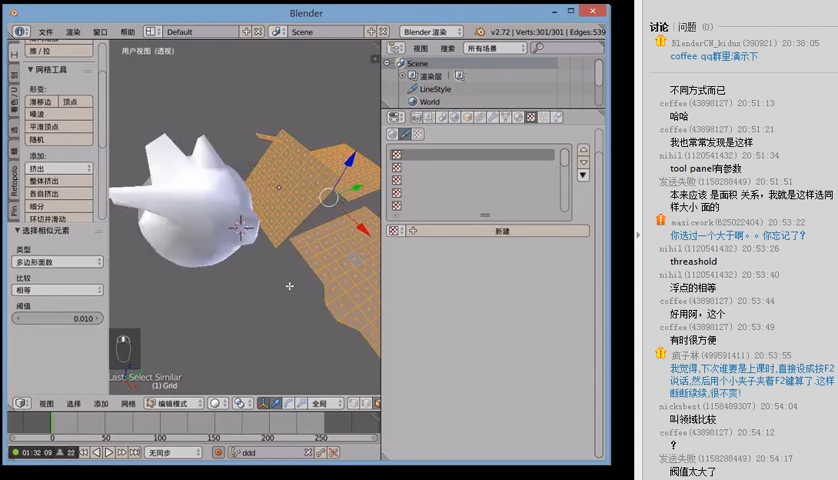 Blender
文件
渲染
窗口
帮助
Default
Scene
Blender渲染
v2.72 | Verts:301/301 | Edges:539
推 / 拉
网格工具
形变:
滑移边
顶点
噪波
平滑顶点
随机
添加:
挤出
整体挤出
各自挤出
细分
环切并滑动
Retopolo
Pin
选择相似元素
类型
多边形面数
比较
相等
阈值
0.010
用户视图 (透视)
Last: Select Similar
(1) Grid
视图
选择
添加
网格
编辑模式
全局
0
50
100
150
200
250
01:32 09
22
无同步
ddd
视图
搜索
所有场景
Scene
渲染层
LineStyle
World
新建
讨论 | 问题 (0)
BlenderCN_kidux(390921) 20:38:05
coffee qq群里演示下
不同方式而已
coffee(43898127) 20:51:13
哈哈
coffee(43898127) 20:51:21
我也常常发现是这样
nihil(1120541432) 20:51:34
tool panel有参数
发送失败(1158288449) 20:51:51
本来应该 是面积 关系，我就是这样选同
样大小 面的
masicwork(625022404) 20:53:22
你选过一个大于啊。。你忘记了？
nihil(1120541432) 20:53:26
threashold
nihil(1120541432) 20:53:40
浮点的相等
coffee(43898127) 20:53:44
好用阿，这个
coffee(43898127) 20:53:49
有时很方便
疯子林(499591411) 20:53:55
我觉得,下次谁要是上课时,直接设成按F2
说话,然后用个小夹子夹着F2键算了.这样
断断续续,很不爽!
nicksbest(1158489307) 20:54:04
叫领域比较
coffee(43898127) 20:54:12
？
发送失败(1158288449) 20:54:17
阀值太大了